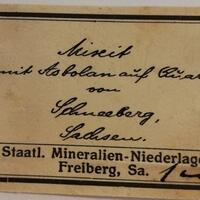 Mixit
mit Asbolan auf Quarz
von
Schneeberg,
Sachsen.
Staatl. Mineralien-Niederlage
Freiberg, Sa.